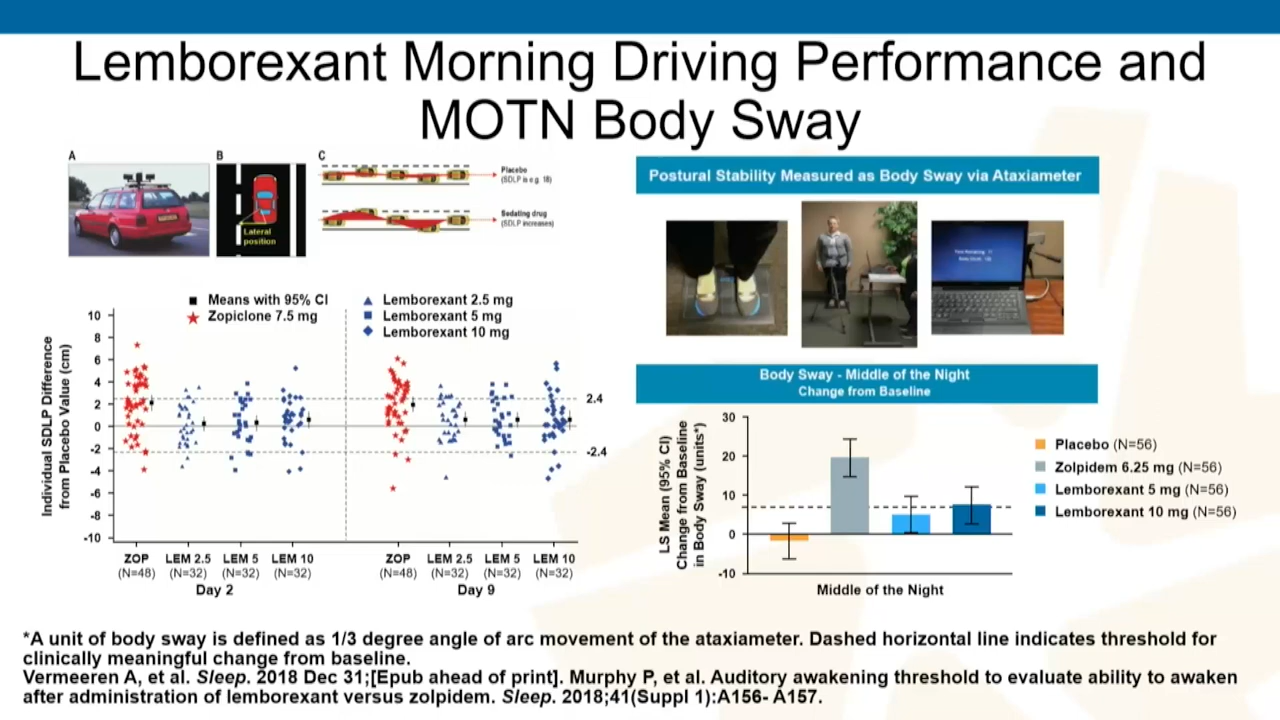 Lemborexant Morning Driving Performance and
MOTN Body Sway
A
B
C
Lateral
position
Placebo
(SDLP is e.g. 18)
Sedating drug
(SDLP increases)
Means with 95% CI
Zopiclone 7.5 mg
Lemborexant 2.5 mg
Lemborexant 5 mg
Lemborexant 10 mg
Individual SDLP Difference
from Placebo Value (cm)
10
8
6
4
2
0
-2
-4
-6
-8
-10
2.4
-2.4
ZOP LEM 2.5 LEM 5 LEM 10 ZOP LEM 2.5 LEM 5 LEM 10
(N=48) (N=32) (N=32) (N=32) (N=48) (N=32) (N=32) (N=32)
Day 2 Day 9
Postural Stability Measured as Body Sway via Ataxiameter
Body Sway - Middle of the Night
Change from Baseline
LS Mean (95% CI)
Change from Baseline
in Body Sway (units*)
30
20
10
0
-10
Middle of the Night
Placebo (N=56)
Zolpidem 6.25 mg (N=56)
Lemborexant 5 mg (N=56)
Lemborexant 10 mg (N=56)
*A unit of body sway is defined as 1/3 degree angle of arc movement of the ataxiameter. Dashed horizontal line indicates threshold for
clinically meaningful change from baseline.
Vermeeren A, et al. Sleep. 2018 Dec 31;[Epub ahead of print]. Murphy P, et al. Auditory awakening threshold to evaluate ability to awaken
after administration of lemborexant versus zolpidem. Sleep. 2018;41(Suppl 1):A156- A157.